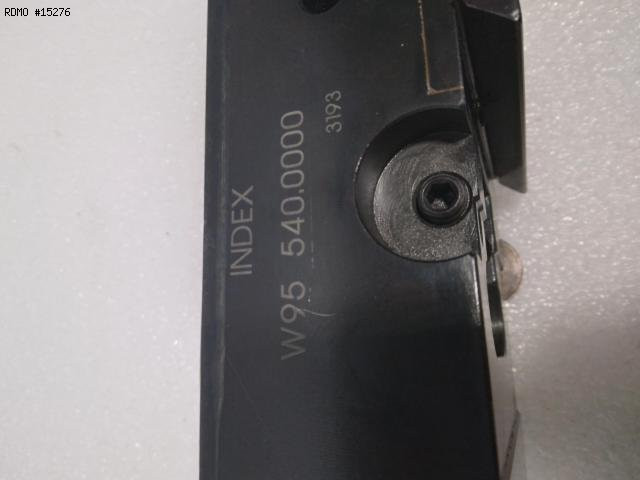 RDMO #15276
INDEX
W95 540.0000
3193